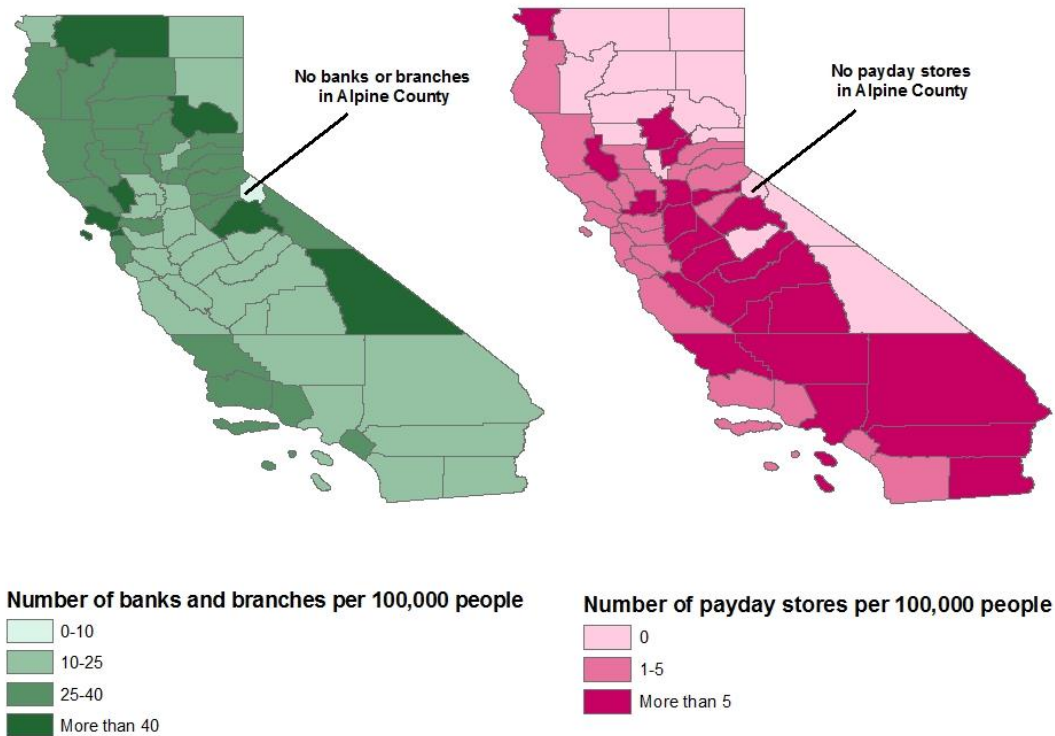 No banks or branches
in Alpine County
No payday stores
in Alpine County
Number of banks and branches per 100,000 people
0-10
10-25
25-40
More than 40
Number of payday stores per 100,000 people
0
1-5
More than 5